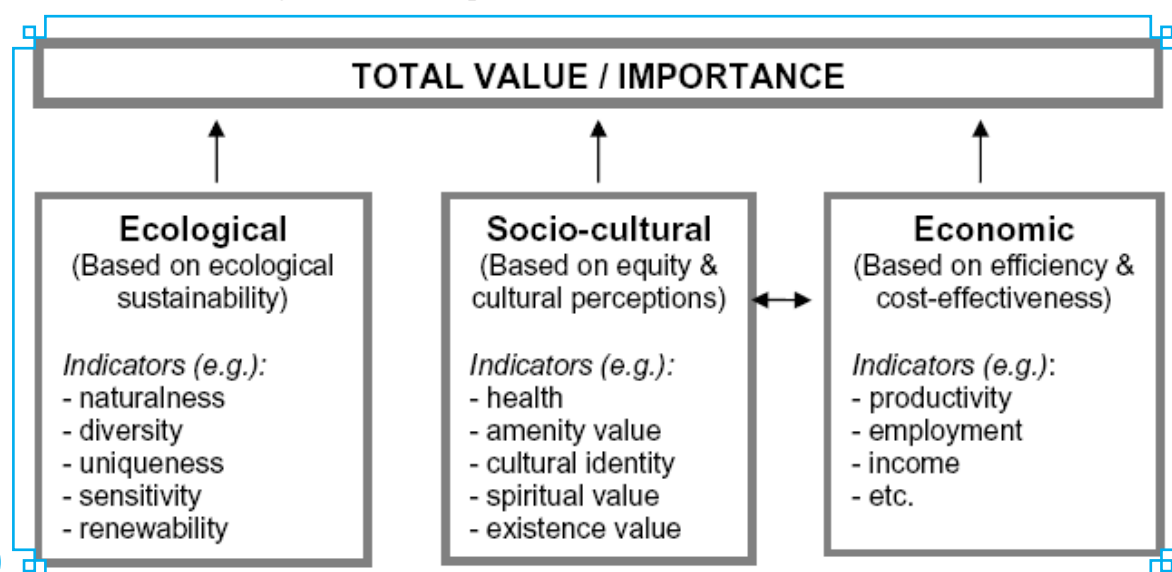 TOTAL VALUE / IMPORTANCE
Ecological
(Based on ecological
sustainability)
Indicators (e.g.):
- naturalness
- diversity
- uniqueness
- sensitivity
- renewability
Socio-cultural
(Based on equity &
cultural perceptions)
Indicators (e.g.):
- health
- amenity value
- cultural identity
- spiritual value
- existence value
Economic
(Based on efficiency &
cost-effectiveness)
Indicators (e.g.):
- productivity
- employment
- income
- etc.